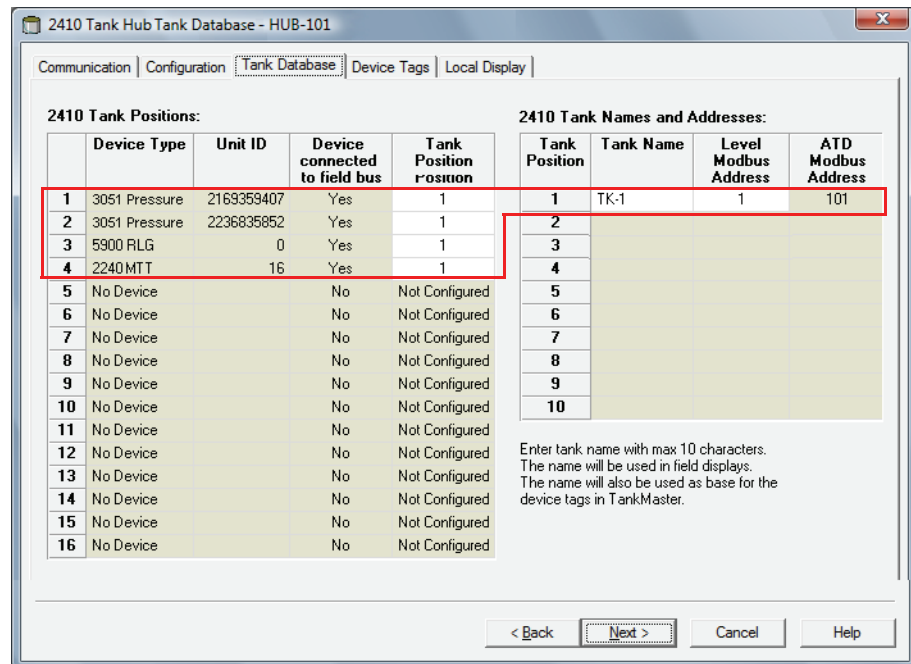 2410 Tank Hub Tank Database - HUB-101
Communication Configuration Tank Database Device Tags Local Display
2410 Tank Positions:
Device Type Unit ID Device connected to field bus Tank Position Position
1 3051 Pressure 2169359407 Yes 1
2 3051 Pressure 2236835852 Yes 1
3 5900 RLG 0 Yes 1
4 2240 MTT 16 Yes 1
5 No Device No Not Configured
6 No Device No Not Configured
7 No Device No Not Configured
8 No Device No Not Configured
9 No Device No Not Configured
10 No Device No Not Configured
11 No Device No Not Configured
12 No Device No Not Configured
13 No Device No Not Configured
14 No Device No Not Configured
15 No Device No Not Configured
16 No Device No Not Configured
2410 Tank Names and Addresses:
Tank Position Tank Name Level Modbus Address ATD Modbus Address
1 TK-1 1 101
2
3
4
5
6
7
8
9
10
Enter tank name with max 10 characters.
The name will be used in field displays.
The name will also be used as base for the
device tags in TankMaster.
< Back Next > Cancel Help